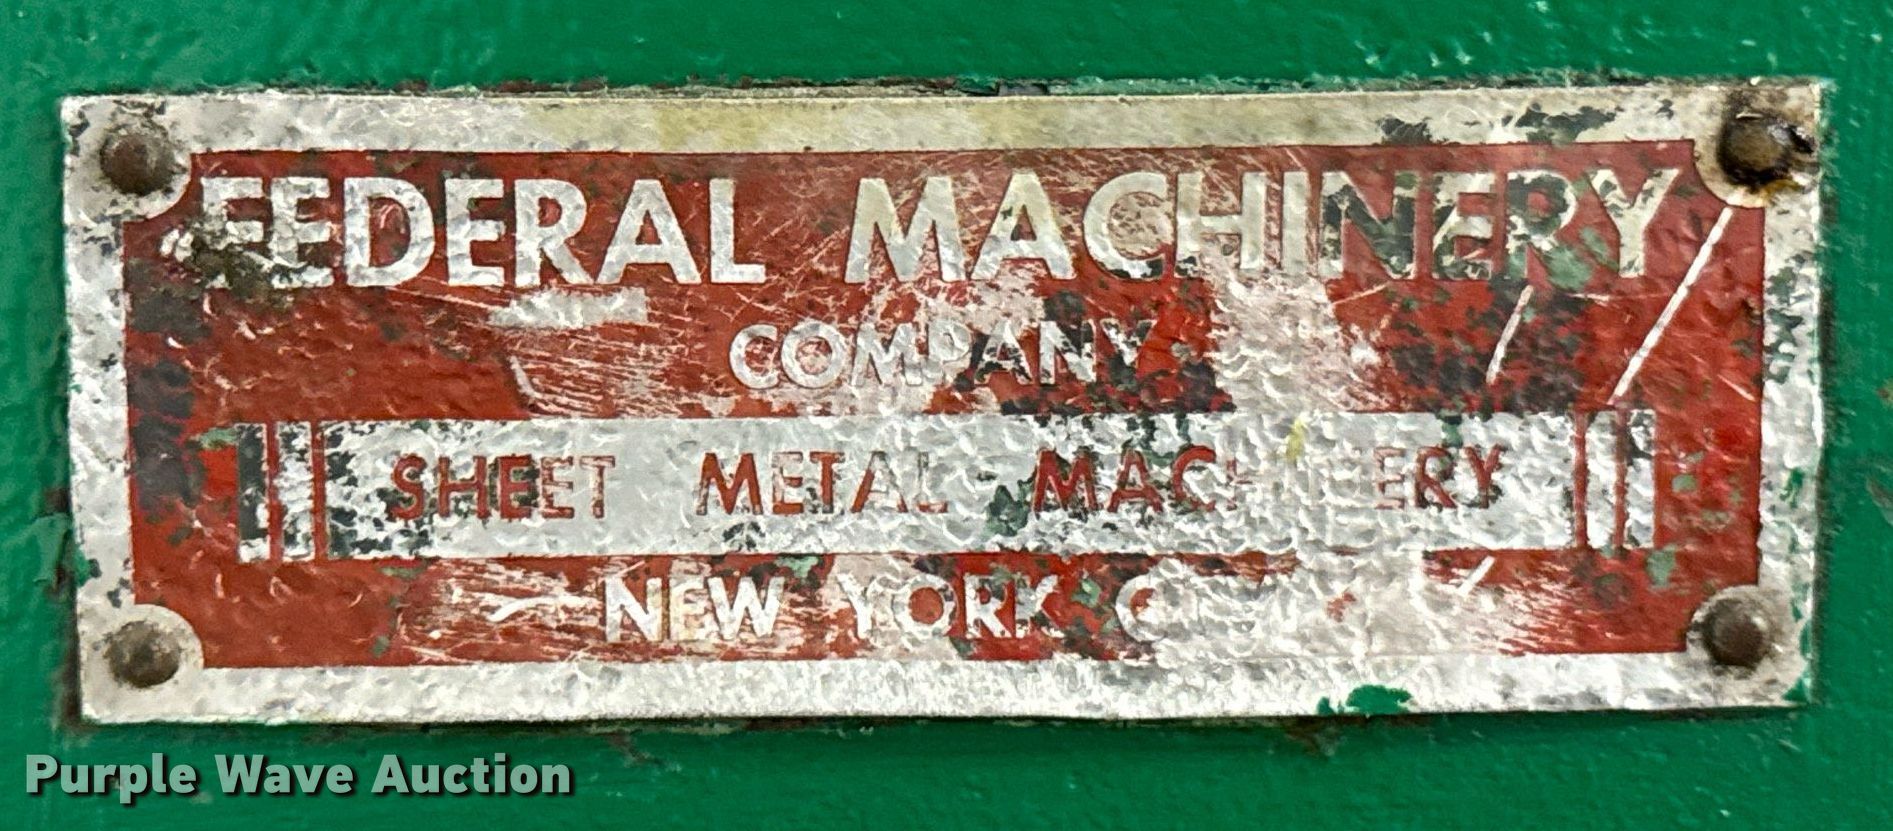 FEDERAL MACHINERY
COMPANY
SHEET METAL MACHINERY
NEW YORK
Purple Wave Auction